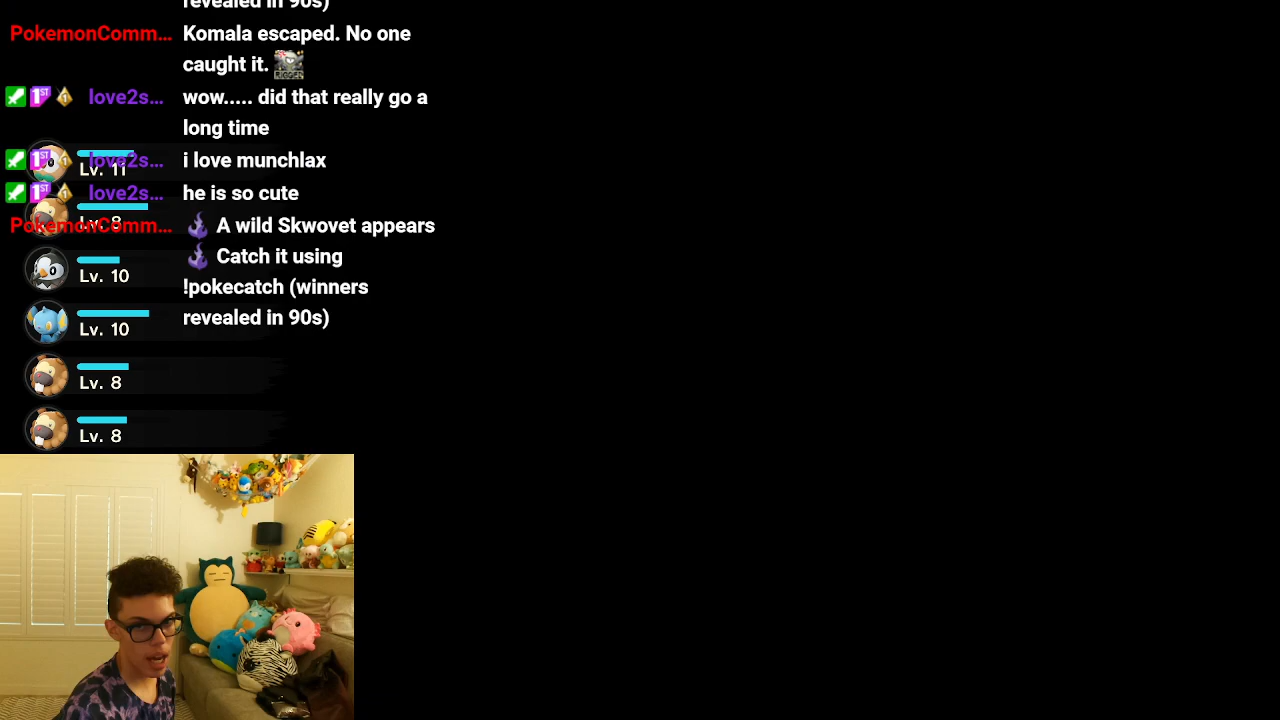 revealed in 90s)
PokemonComm... Komala escaped. No one
caught it.
love2s... wow..... did that really go a
long time
love2s... i love munchlax
Lv. 11
love2s... he is so cute
Lv. 8
PokemonComm... A wild Skwovet appears
Catch it using
Lv. 10
!pokecatch (winners
revealed in 90s)
Lv. 10
Lv. 8
Lv. 8